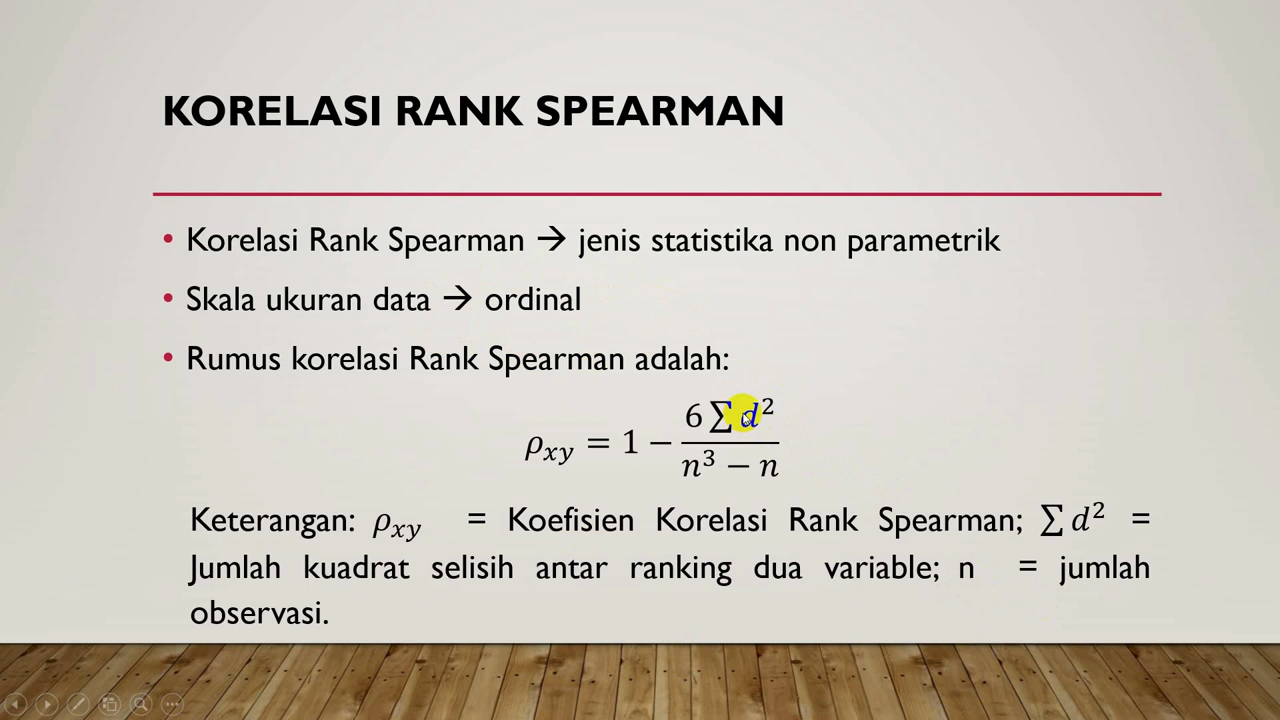 KORELASI RANK SPEARMAN
• Korelasi Rank Spearman → jenis statistika non parametrik
• Skala ukuran data → ordinal
• Rumus korelasi Rank Spearman adalah:
ρxy = 1 − (6 ∑ d²) / (n³ − n)
Keterangan: ρxy = Koefisien Korelasi Rank Spearman; ∑ d² =
Jumlah kuadrat selisih antar ranking dua variable; n = jumlah
observasi.